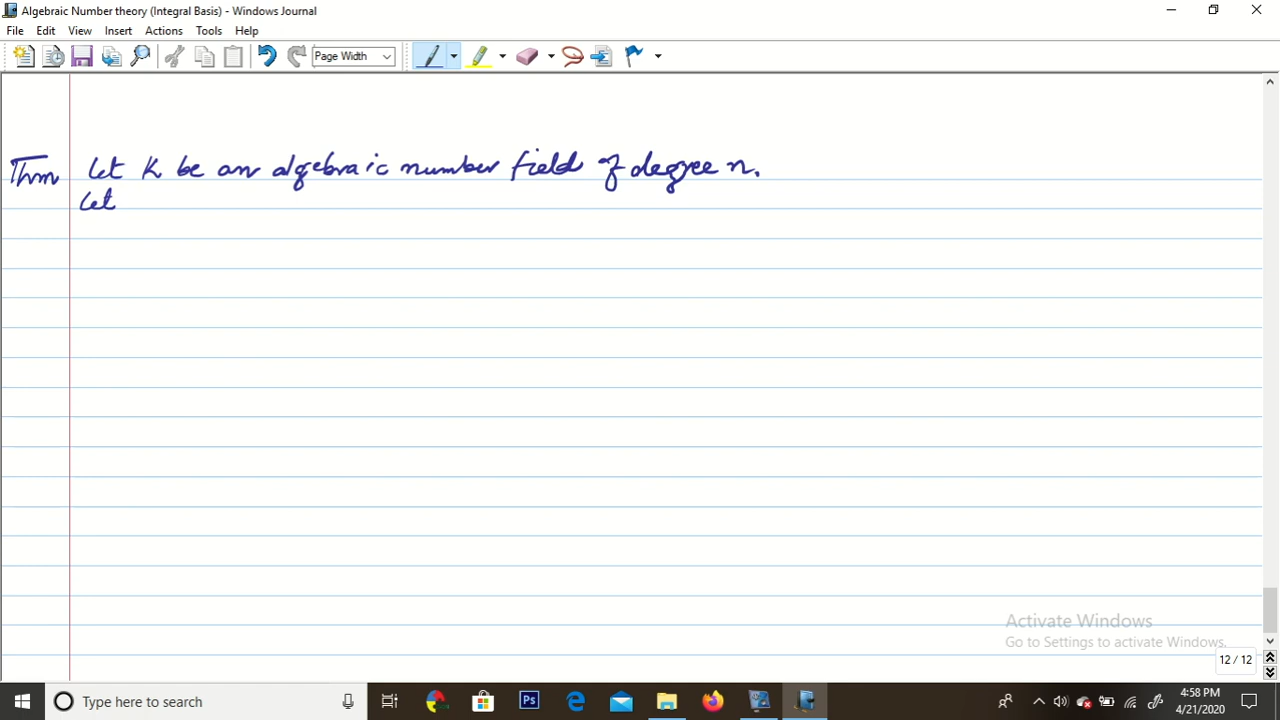 Algebraic Number theory (Integral Basis) - Windows Journal
File Edit View Insert Actions Tools Help
Page Width
Thm Let K be an algebraic number field of degree n.
Let
Activate Windows
Go to Settings to activate Windows.
12 / 12
Type here to search
Ps
4:58 PM
4/21/2020